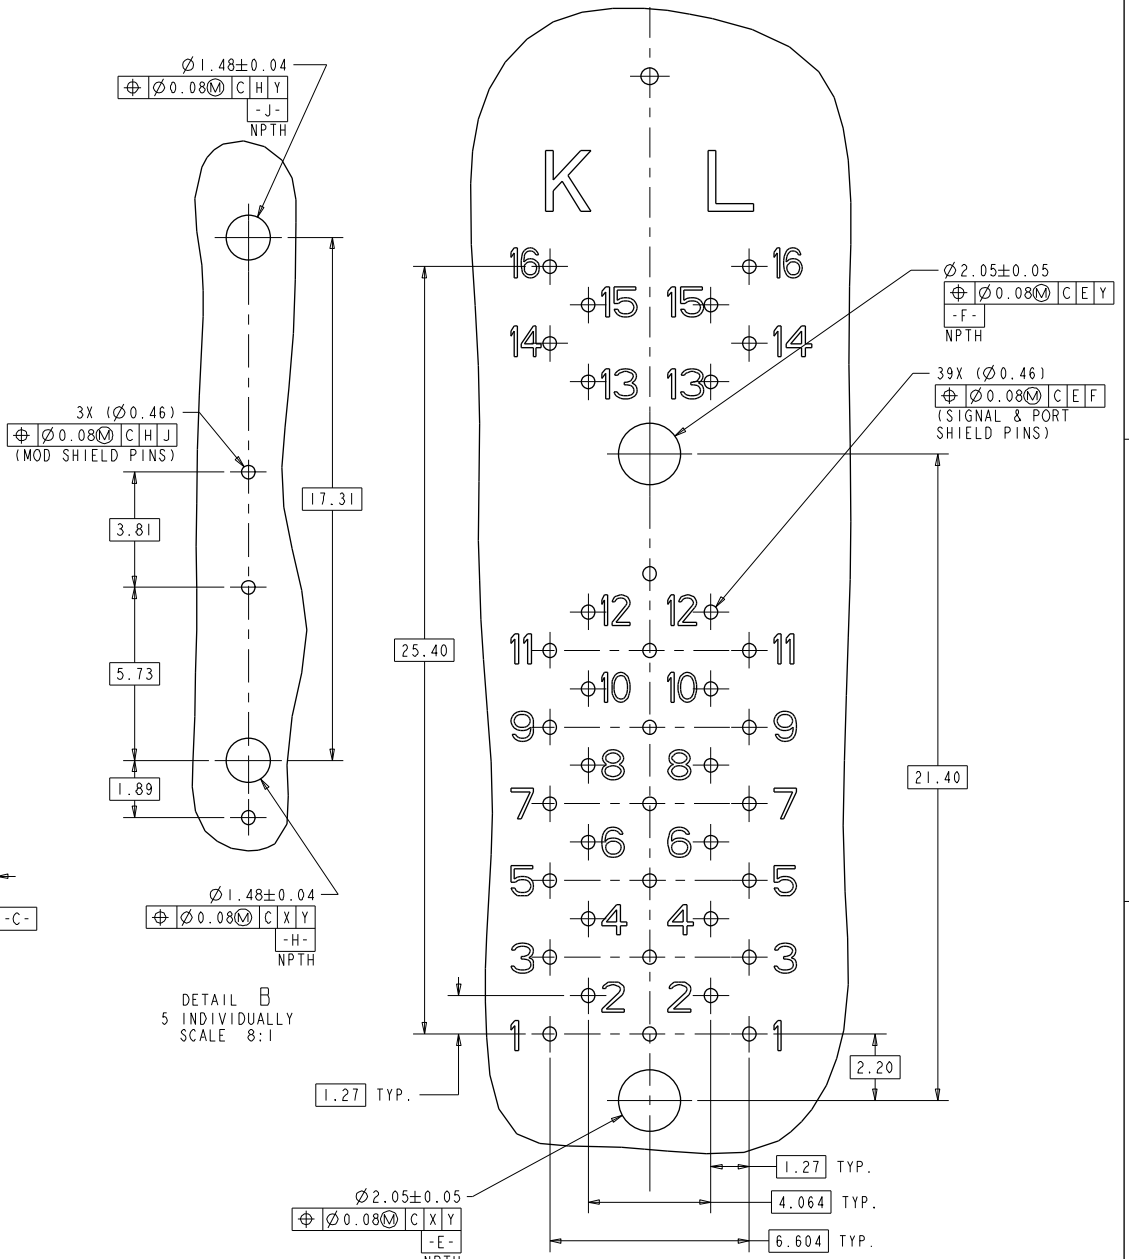 Ø1.48±0.04
⌖ Ø0.08Ⓜ C H Y
-J-
NPTH
3X (Ø0.46)
⌖ Ø0.08Ⓜ C H J
(MOD SHIELD PINS)
17.31
3.81
5.73
1.89
-C-
Ø1.48±0.04
⌖ Ø0.08Ⓜ C X Y
-H-
NPTH
DETAIL B
5 INDIVIDUALLY
SCALE 8:1
K L
16 16
15 15
14 14
13 13
12 12
11 11
10 10
9 9
8 8
7 7
6 6
5 5
4 4
3 3
2 2
1 1
Ø2.05±0.05
⌖ Ø0.08Ⓜ C E Y
-F-
NPTH
39X (Ø0.46)
⌖ Ø0.08Ⓜ C E F
(SIGNAL & PORT
SHIELD PINS)
25.40
21.40
2.20
1.27 TYP.
1.27 TYP.
4.064 TYP.
6.604 TYP.
Ø2.05±0.05
⌖ Ø0.08Ⓜ C X Y
-E-
NPTH